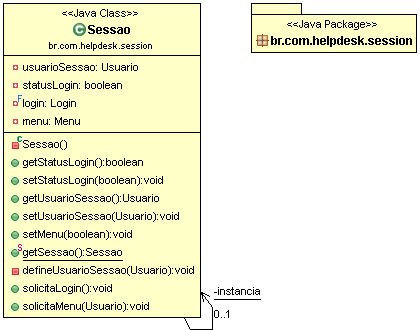 <<Java Class>>
Sessao
br.com.helpdesk.session
usuarioSessao: Usuario
statusLogin: boolean
login: Login
menu: Menu
Sessao()
getStatusLogin():boolean
setStatusLogin(boolean):void
getUsuarioSessao():Usuario
setUsuarioSessao(Usuario):void
setMenu(boolean):void
getSessao():Sessao
defineUsuarioSessao(Usuario):void
solicitaLogin():void
solicitaMenu(Usuario):void
-instancia
0..1
<<Java Package>>
br.com.helpdesk.session